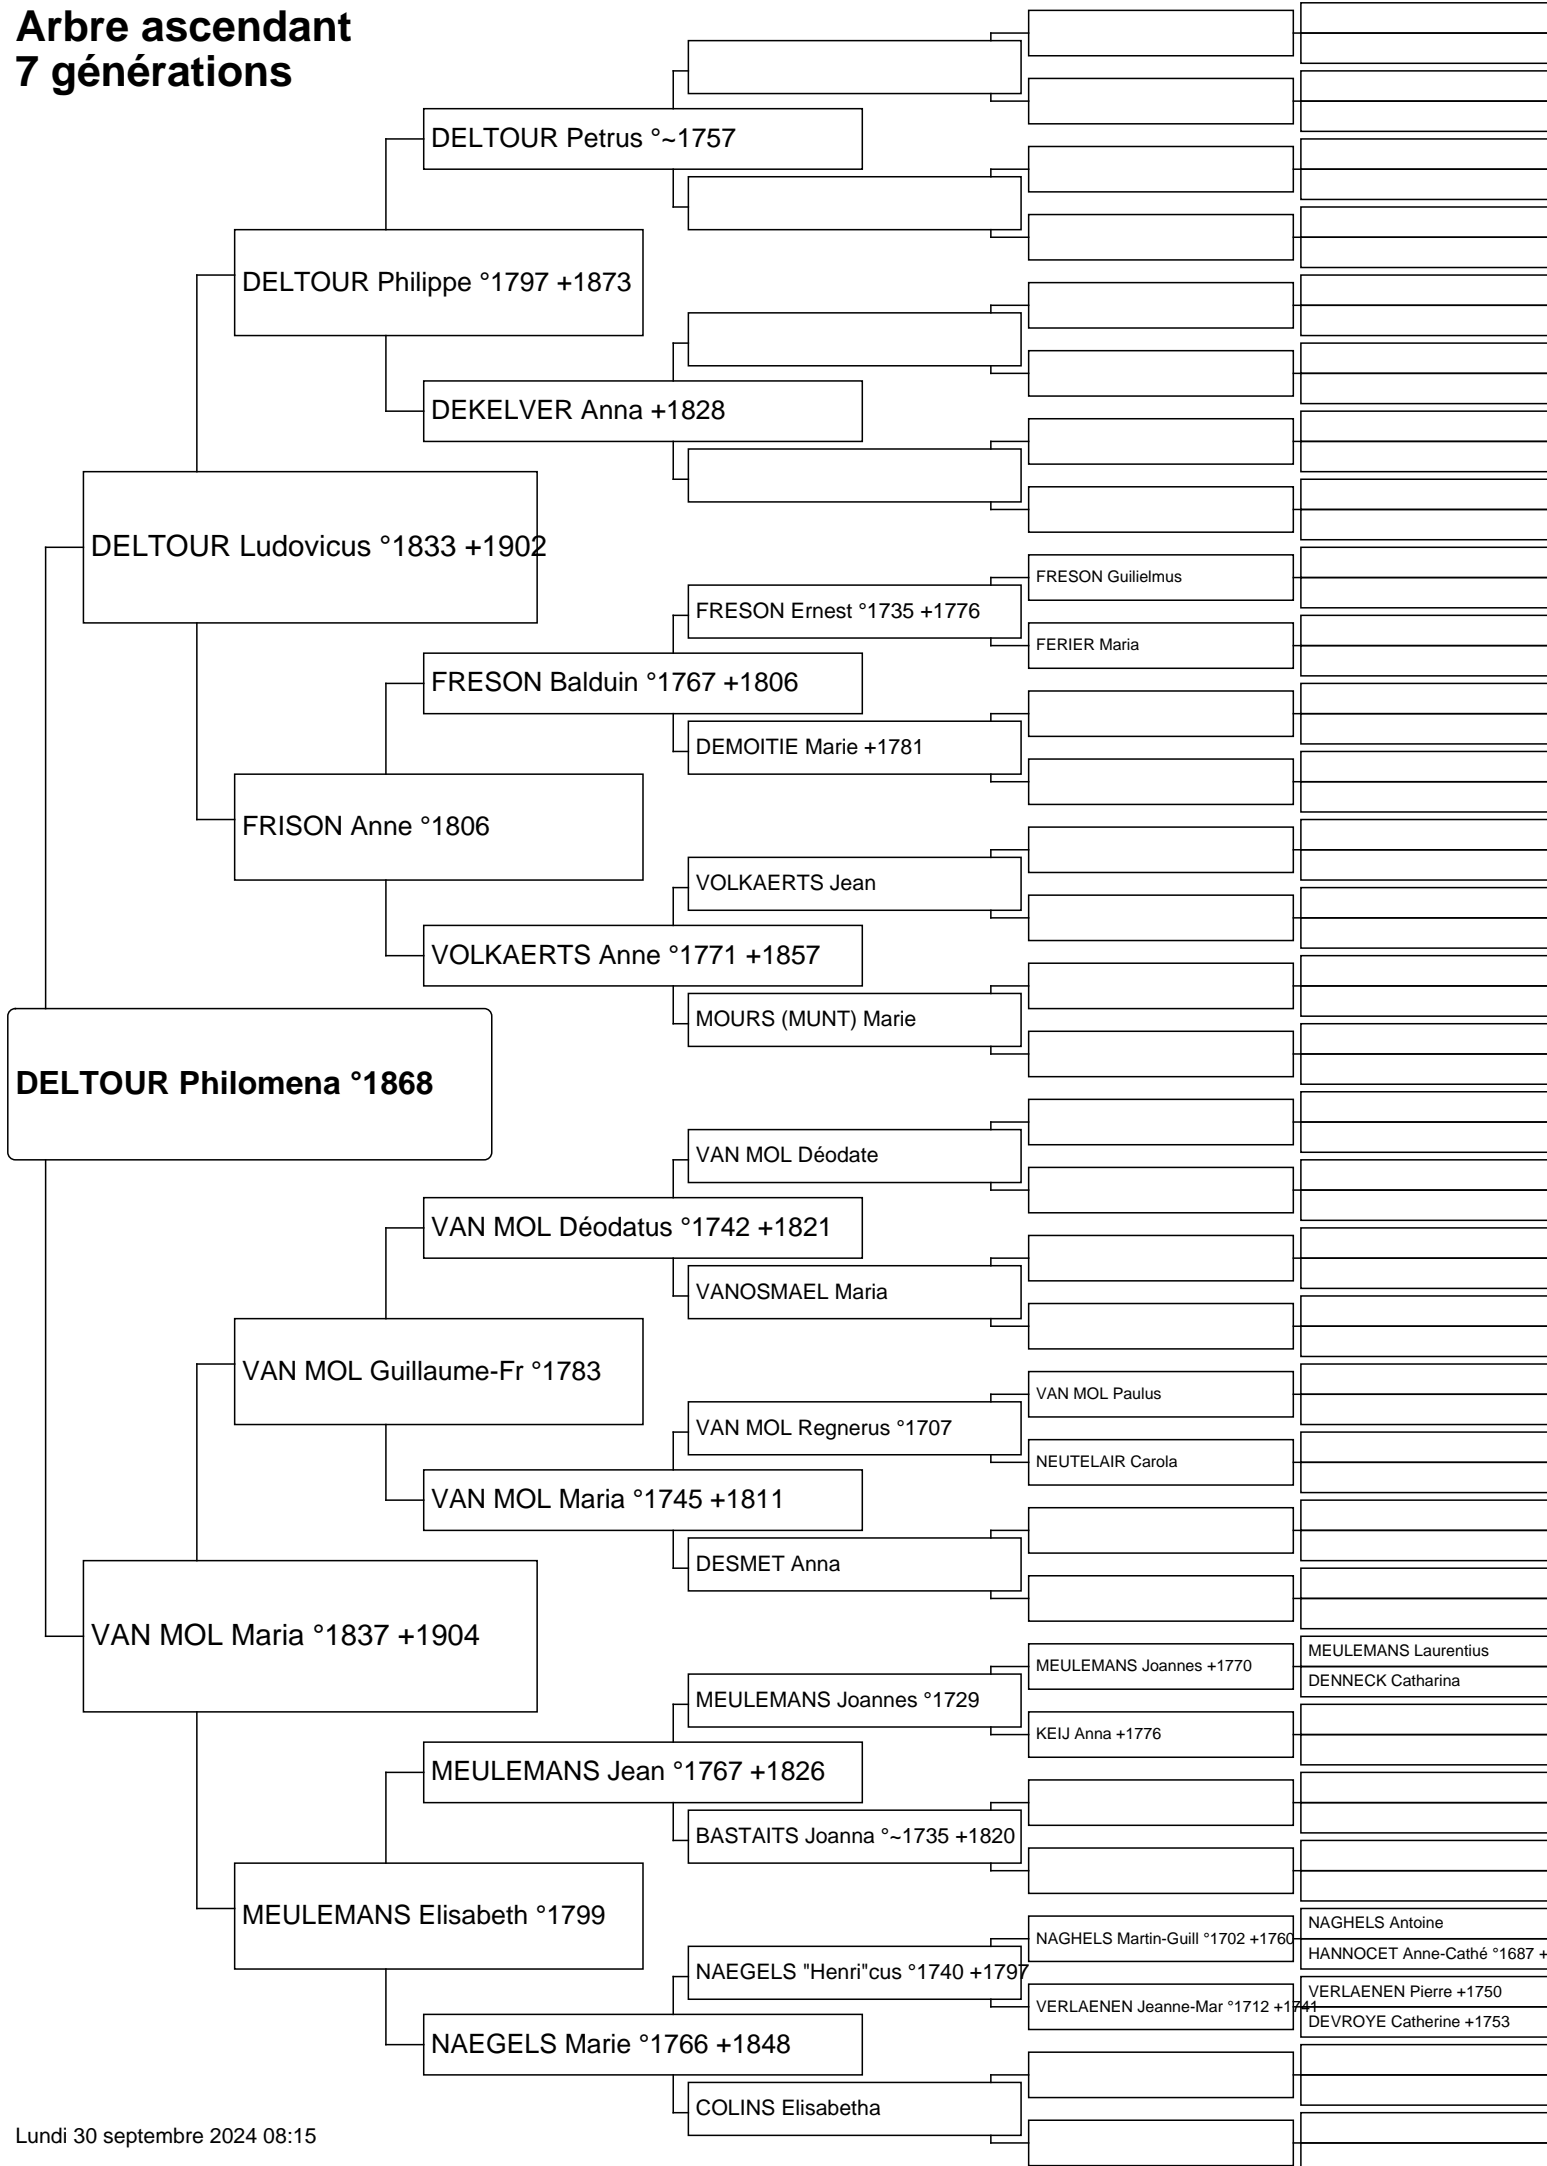 Arbre ascendant
7 générations
DELTOUR Petrus °~1757
DELTOUR Philippe °1797 +1873
DEKELVER Anna +1828
DELTOUR Ludovicus °1833 +1902
FRESON Guilielmus
FRESON Ernest °1735 +1776
FERIER Maria
FRESON Balduin °1767 +1806
DEMOITIE Marie +1781
FRISON Anne °1806
VOLKAERTS Jean
VOLKAERTS Anne °1771 +1857
MOURS (MUNT) Marie
DELTOUR Philomena °1868
VAN MOL Déodate
VAN MOL Déodatus °1742 +1821
VANOSMAEL Maria
VAN MOL Guillaume-Fr °1783
VAN MOL Paulus
VAN MOL Regnerus °1707
NEUTELAIR Carola
VAN MOL Maria °1745 +1811
DESMET Anna
VAN MOL Maria °1837 +1904
MEULEMANS Laurentius
MEULEMANS Joannes +1770
DENNECK Catharina
MEULEMANS Joannes °1729
KEIJ Anna +1776
MEULEMANS Jean °1767 +1826
BASTAITS Joanna °~1735 +1820
MEULEMANS Elisabeth °1799
NAGHELS Antoine
NAGHELS Martin-Guill °1702 +1760
HANNOCET Anne-Cathé °1687 +
NAEGELS "Henri"cus °1740 +1797
VERLAENEN Pierre +1750
VERLAENEN Jeanne-Mar °1712 +1741
DEVROYE Catherine +1753
NAEGELS Marie °1766 +1848
COLINS Elisabetha
Lundi 30 septembre 2024 08:15